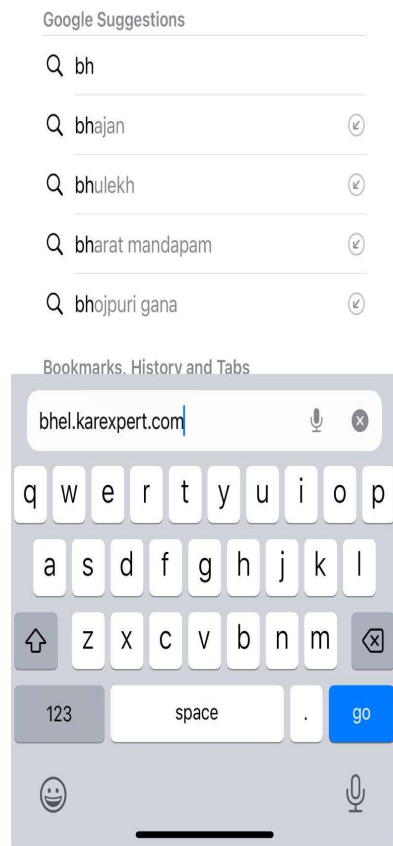 Google Suggestions
bh
bhajan
bhulekh
bharat mandapam
bhojpuri gana
Bookmarks, History and Tabs
bhel.karexpert.com
q w e r t y u i o p
a s d f g h j k l
z x c v b n m
123 space . go